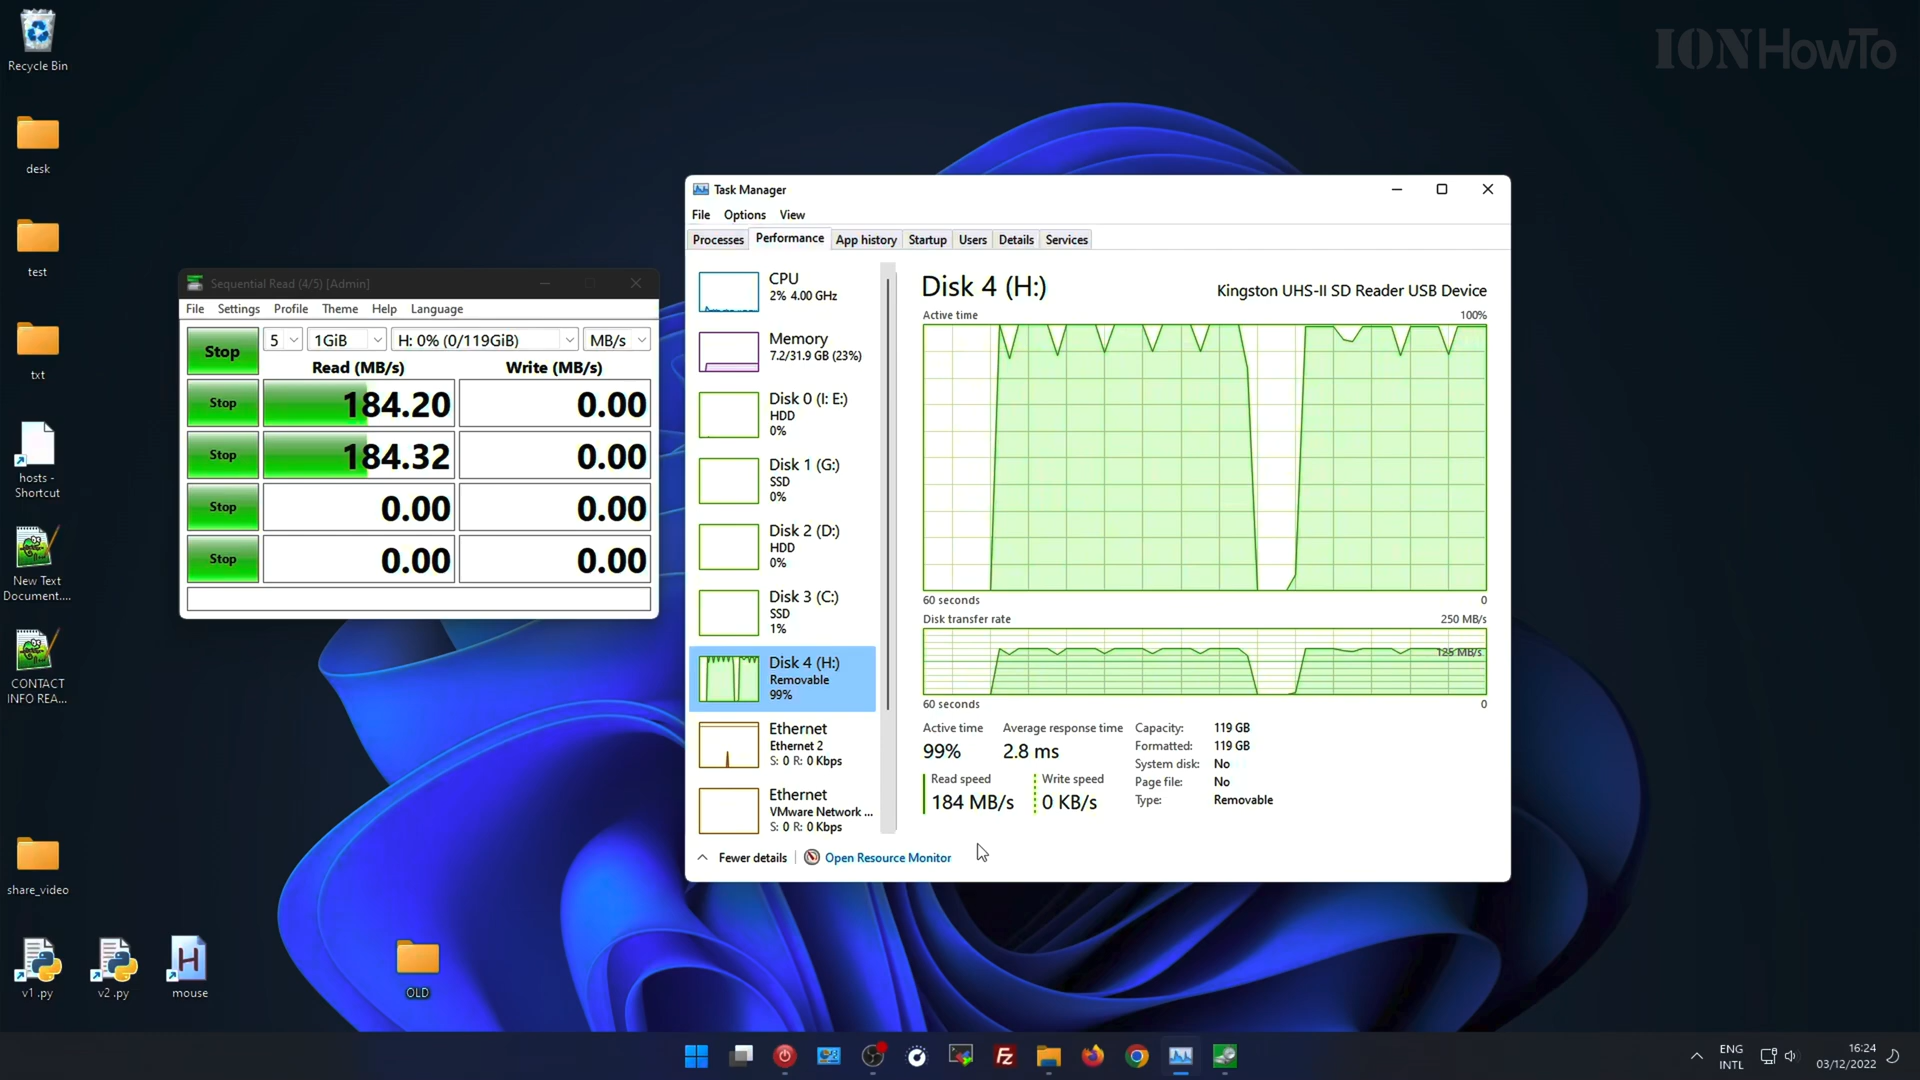 IONHowTo
Recycle Bin
desk
test
txt
hosts -
Shortcut
New Text
Document....
CONTACT
INFO REA...
share_video
v1 .py
v2 .py
mouse
OLD
Sequential Read (4/5) [Admin]
File Settings Profile Theme Help Language
Stop 5 1GiB H: 0% (0/119GiB) MB/s
Read (MB/s) Write (MB/s)
Stop 184.20 0.00
Stop 184.32 0.00
Stop 0.00 0.00
Stop 0.00 0.00
Task Manager
File Options View
Processes Performance App history Startup Users Details Services
CPU
2% 4.00 GHz
Memory
7.2/31.9 GB (23%)
Disk 0 (I: E:)
HDD
0%
Disk 1 (G:)
SSD
0%
Disk 2 (D:)
HDD
0%
Disk 3 (C:)
SSD
1%
Disk 4 (H:)
Removable
99%
Ethernet
Ethernet 2
S: 0 R: 0 Kbps
Ethernet
VMware Network ...
S: 0 R: 0 Kbps
Disk 4 (H:) Kingston UHS-II SD Reader USB Device
Active time 100%
60 seconds 0
Disk transfer rate 250 MB/s
125 MB/s
60 seconds 0
Active time Average response time
99% 2.8 ms
Read speed Write speed
184 MB/s 0 KB/s
Capacity: 119 GB
Formatted: 119 GB
System disk: No
Page file: No
Type: Removable
Fewer details Open Resource Monitor
Fz
ENG
INTL
16:24
03/12/2022